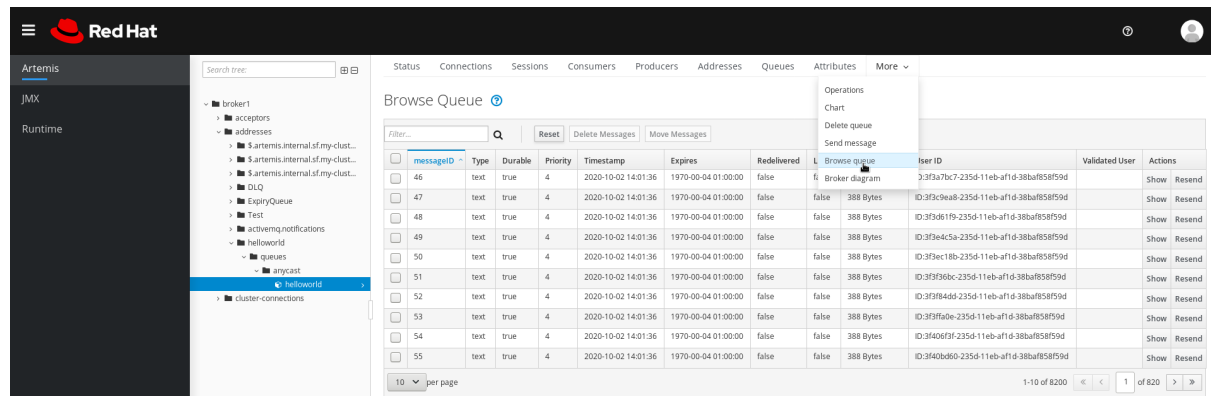 Red Hat
Artemis
JMX
Runtime
Search tree:
broker1
acceptors
addresses
$.artemis.internal.sf.my-clust...
$.artemis.internal.sf.my-clust...
$.artemis.internal.sf.my-clust...
DLQ
ExpiryQueue
Test
activemq.notifications
helloworld
queues
anycast
helloworld
cluster-connections
Status Connections Sessions Consumers Producers Addresses Queues Attributes More
Operations
Chart
Delete queue
Send message
Browse queue
Broker diagram
Browse Queue
Filter... Reset Delete Messages Move Messages
messageID Type Durable Priority Timestamp Expires Redelivered User ID Validated User Actions
46 text true 4 2020-10-02 14:01:36 1970-00-04 01:00:00 false ID:3f3a7bc7-235d-11eb-af1d-38baf858f59d Show Resend
47 text true 4 2020-10-02 14:01:36 1970-00-04 01:00:00 false false 388 Bytes ID:3f3c9ea8-235d-11eb-af1d-38baf858f59d Show Resend
48 text true 4 2020-10-02 14:01:36 1970-00-04 01:00:00 false false 388 Bytes ID:3f3d61f9-235d-11eb-af1d-38baf858f59d Show Resend
49 text true 4 2020-10-02 14:01:36 1970-00-04 01:00:00 false false 388 Bytes ID:3f3e4c5a-235d-11eb-af1d-38baf858f59d Show Resend
50 text true 4 2020-10-02 14:01:36 1970-00-04 01:00:00 false false 388 Bytes ID:3f3ec18b-235d-11eb-af1d-38baf858f59d Show Resend
51 text true 4 2020-10-02 14:01:36 1970-00-04 01:00:00 false false 388 Bytes ID:3f3f36bc-235d-11eb-af1d-38baf858f59d Show Resend
52 text true 4 2020-10-02 14:01:36 1970-00-04 01:00:00 false false 388 Bytes ID:3f3f84dd-235d-11eb-af1d-38baf858f59d Show Resend
53 text true 4 2020-10-02 14:01:36 1970-00-04 01:00:00 false false 388 Bytes ID:3f3ffa0e-235d-11eb-af1d-38baf858f59d Show Resend
54 text true 4 2020-10-02 14:01:36 1970-00-04 01:00:00 false false 388 Bytes ID:3f406f3f-235d-11eb-af1d-38baf858f59d Show Resend
55 text true 4 2020-10-02 14:01:36 1970-00-04 01:00:00 false false 388 Bytes ID:3f40bd60-235d-11eb-af1d-38baf858f59d Show Resend
10 per page 1-10 of 8200 « < 1 of 820 > »